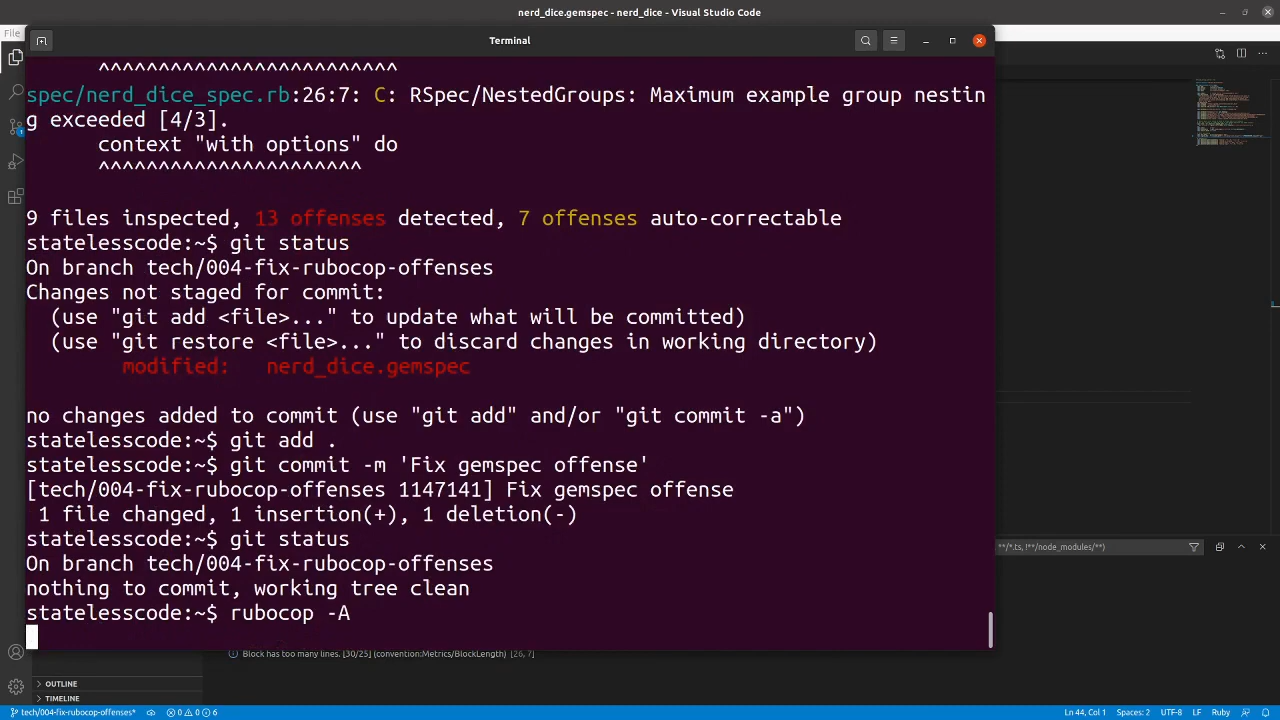 nerd_dice.gemspec - nerd_dice - Visual Studio Code
File
Terminal
^^^^^^^^^^^^^^^^^^^^^^^^^
spec/nerd_dice_spec.rb:26:7: C: RSpec/NestedGroups: Maximum example group nestin
g exceeded [4/3].
context "with options" do
^^^^^^^^^^^^^^^^^^^^^^
9 files inspected, 13 offenses detected, 7 offenses auto-correctable
statelesscode:~$ git status
On branch tech/004-fix-rubocop-offenses
Changes not staged for commit:
(use "git add <file>..." to update what will be committed)
(use "git restore <file>..." to discard changes in working directory)
modified: nerd_dice.gemspec
no changes added to commit (use "git add" and/or "git commit -a")
statelesscode:~$ git add .
statelesscode:~$ git commit -m 'Fix gemspec offense'
[tech/004-fix-rubocop-offenses 1147141] Fix gemspec offense
1 file changed, 1 insertion(+), 1 deletion(-)
statelesscode:~$ git status
On branch tech/004-fix-rubocop-offenses
nothing to commit, working tree clean
statelesscode:~$ rubocop -A
**/*.ts, !**/node_modules/**)
Block has too many lines. [30/25] (convention:Metrics/BlockLength) [26, 7]
OUTLINE
TIMELINE
tech/004-fix-rubocop-offenses* 0 0 6 Ln 44, Col 1 Spaces: 2 UTF-8 LF Ruby